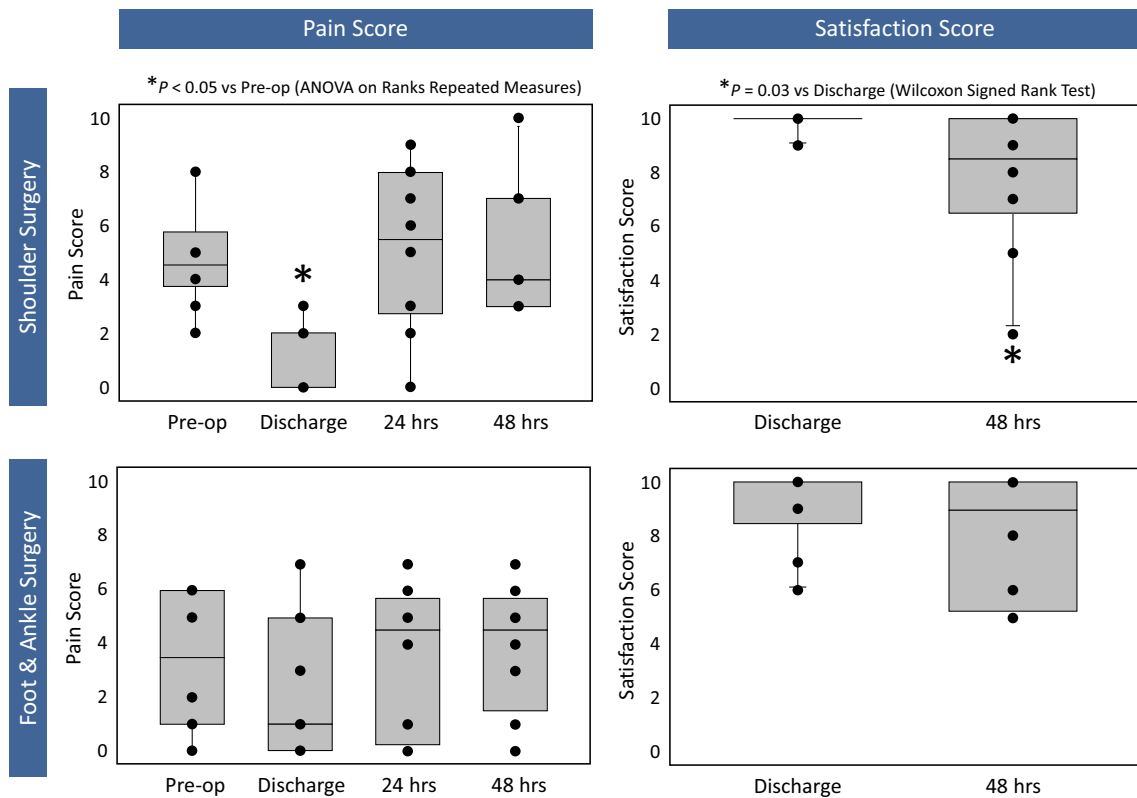 Pain Score
Satisfaction Score
Shoulder Surgery
*P < 0.05 vs Pre-op (ANOVA on Ranks Repeated Measures)
Pain Score
10
8
6
4
2
0
*
Pre-op Discharge 24 hrs 48 hrs
*P = 0.03 vs Discharge (Wilcoxon Signed Rank Test)
Satisfaction Score
10
8
6
4
2
0
*
Discharge 48 hrs
Foot & Ankle Surgery
Pain Score
10
8
6
4
2
0
Pre-op Discharge 24 hrs 48 hrs
Satisfaction Score
10
8
6
4
2
0
Discharge 48 hrs